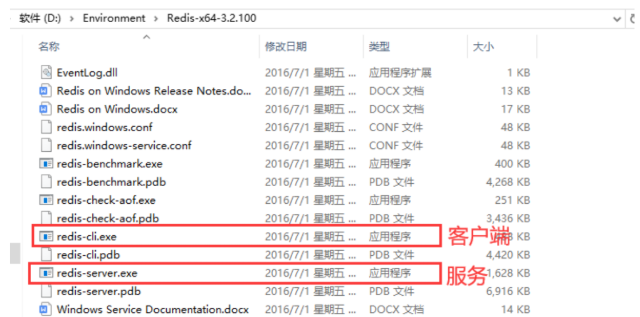 软件 (D:) > Environment > Redis-x64-3.2.100
名称 修改日期 类型 大小
EventLog.dll 2016/7/1 星期五 ... 应用程序扩展 1 KB
Redis on Windows Release Notes.do... 2016/7/1 星期五 ... DOCX 文档 13 KB
Redis on Windows.docx 2016/7/1 星期五 ... DOCX 文档 17 KB
redis.windows.conf 2016/7/1 星期五 ... CONF 文件 48 KB
redis.windows-service.conf 2016/7/1 星期五 ... CONF 文件 48 KB
redis-benchmark.exe 2016/7/1 星期五 ... 应用程序 400 KB
redis-benchmark.pdb 2016/7/1 星期五 ... PDB 文件 4,268 KB
redis-check-aof.exe 2016/7/1 星期五 ... 应用程序 251 KB
redis-check-aof.pdb 2016/7/1 星期五 ... PDB 文件 3,436 KB
redis-cli.exe 2016/7/1 星期五 ... 应用程序 客户端 KB
redis-cli.pdb 2016/7/1 星期五 ... PDB 文件 4,420 KB
redis-server.exe 2016/7/1 星期五 ... 应用程序 服务 1,628 KB
redis-server.pdb 2016/7/1 星期五 ... PDB 文件 6,916 KB
Windows Service Documentation.docx 2016/7/1 星期五 ... DOCX 文档 14 KB